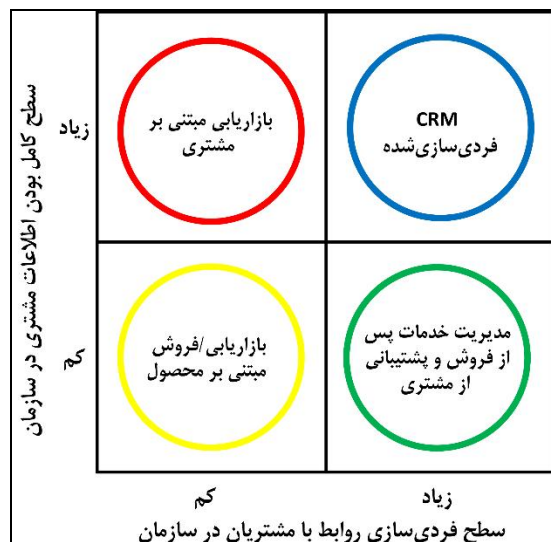 سطح کامل بودن اطلاعات مشتری در سازمان
زیاد
کم
CRM
فردی‌سازی‌شده
بازاریابی مبتنی بر
مشتری
مدیریت خدمات پس
از فروش و پشتیبانی
از مشتری
بازاریابی/فروش
مبتنی بر محصول
زیاد
کم
سطح فردی‌سازی روابط با مشتریان در سازمان